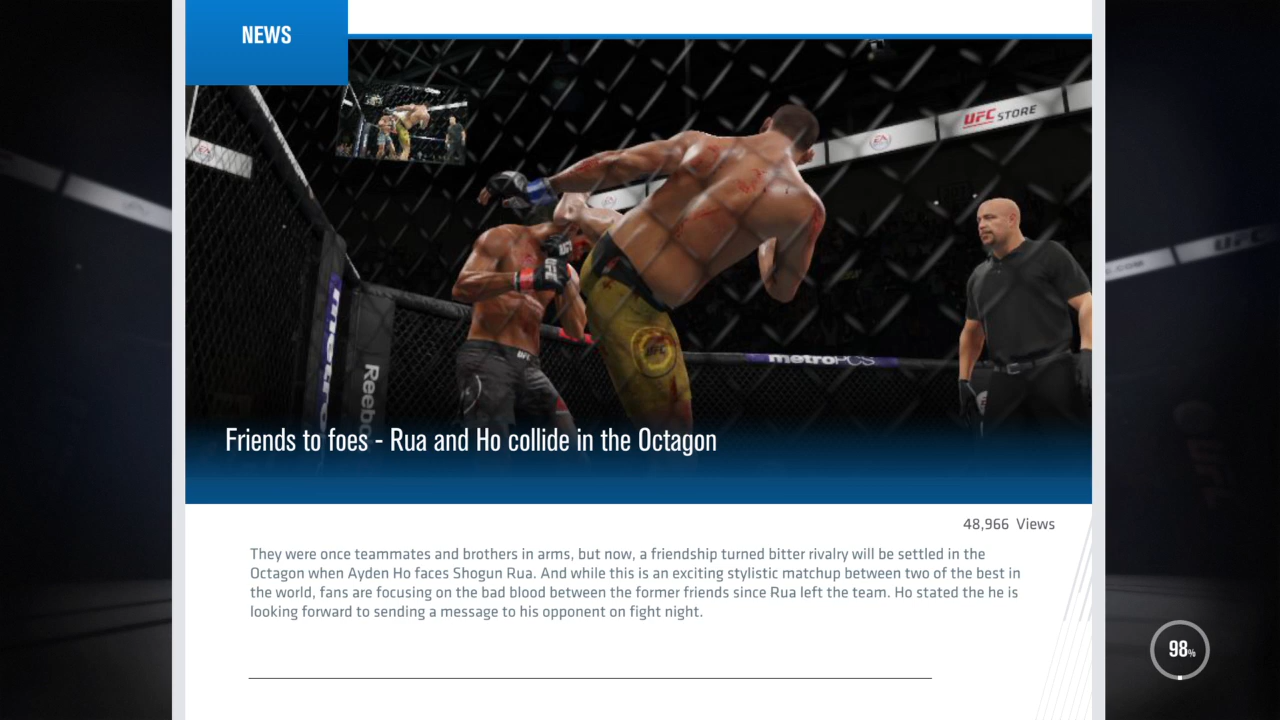 NEWS
UFC STORE
metroPCS
metro
Reebo
UFC
Friends to foes - Rua and Ho collide in the Octagon
48,966 Views
They were once teammates and brothers in arms, but now, a friendship turned bitter rivalry will be settled in the
Octagon when Ayden Ho faces Shogun Rua. And while this is an exciting stylistic matchup between two of the best in
the world, fans are focusing on the bad blood between the former friends since Rua left the team. Ho stated the he is
looking forward to sending a message to his opponent on fight night.
98%